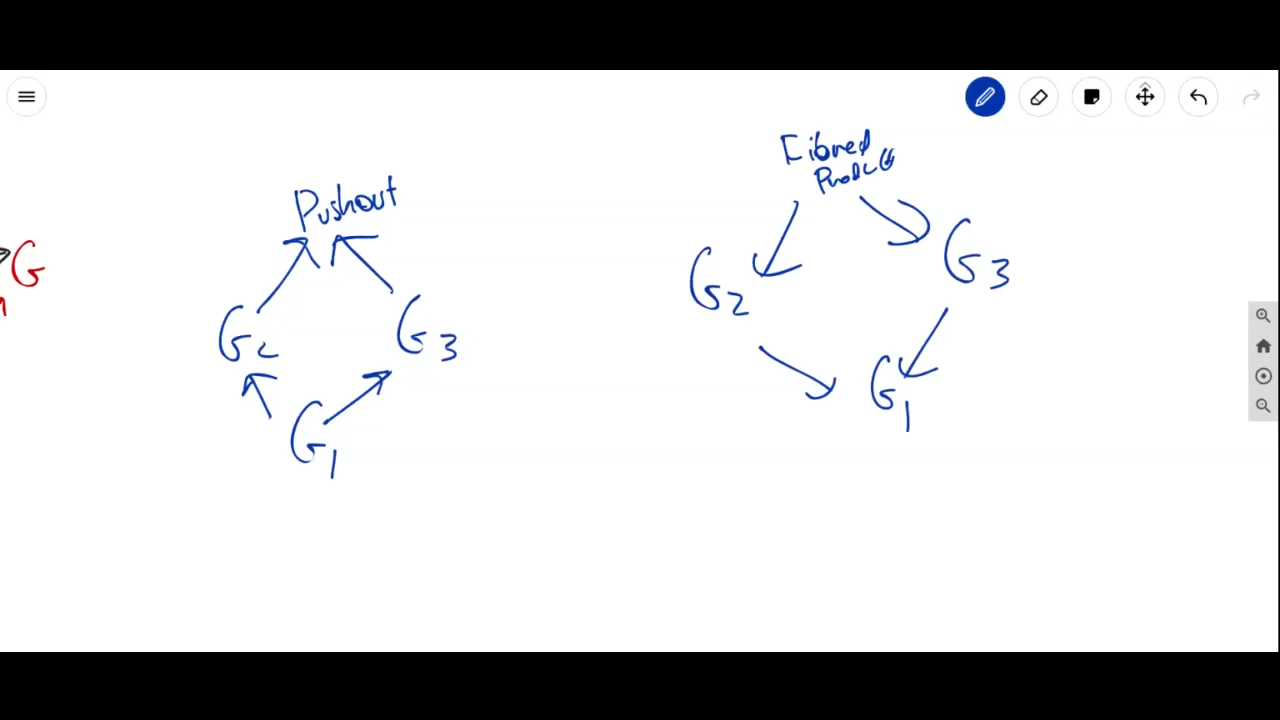 G
Pushout
G2 G3
G1
Fibred
Product
G2 G3
G1